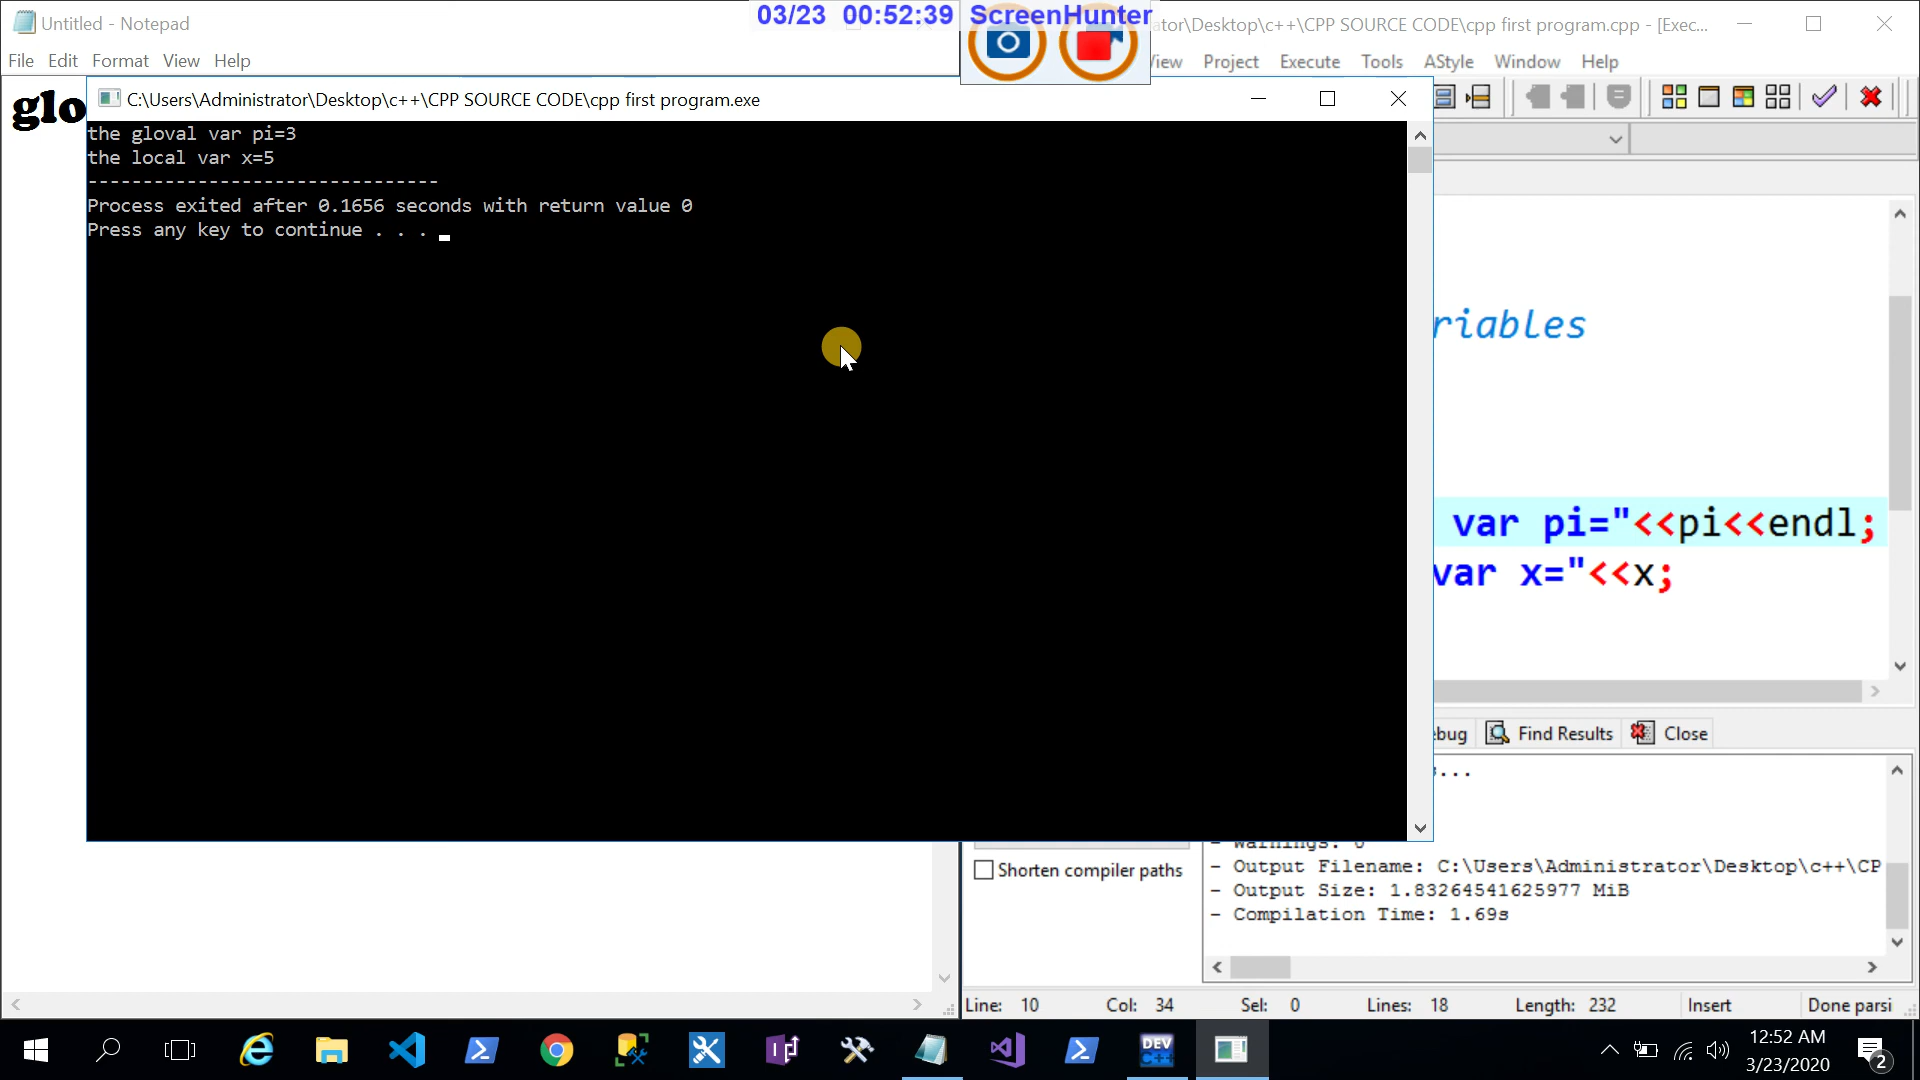 Untitled - Notepad
03/23 00:52:39 ScreenHunter
ator\Desktop\c++\CPP SOURCE CODE\cpp first program.cpp - [Exec...
File Edit Format View Help
View Project Execute Tools AStyle Window Help
glo
C:\Users\Administrator\Desktop\c++\CPP SOURCE CODE\cpp first program.exe
the gloval var pi=3
the local var x=5
--------------------------------
Process exited after 0.1656 seconds with return value 0
Press any key to continue . . .
riables
var pi="<<pi<<endl;
var x="<<x;
ebug Find Results Close
...
- Warnings: 0
Shorten compiler paths
- Output Filename: C:\Users\Administrator\Desktop\c++\CP
- Output Size: 1.83264541625977 MiB
- Compilation Time: 1.69s
Line: 10 Col: 34 Sel: 0 Lines: 18 Length: 232 Insert Done parsi
DEV C++
12:52 AM
3/23/2020
2